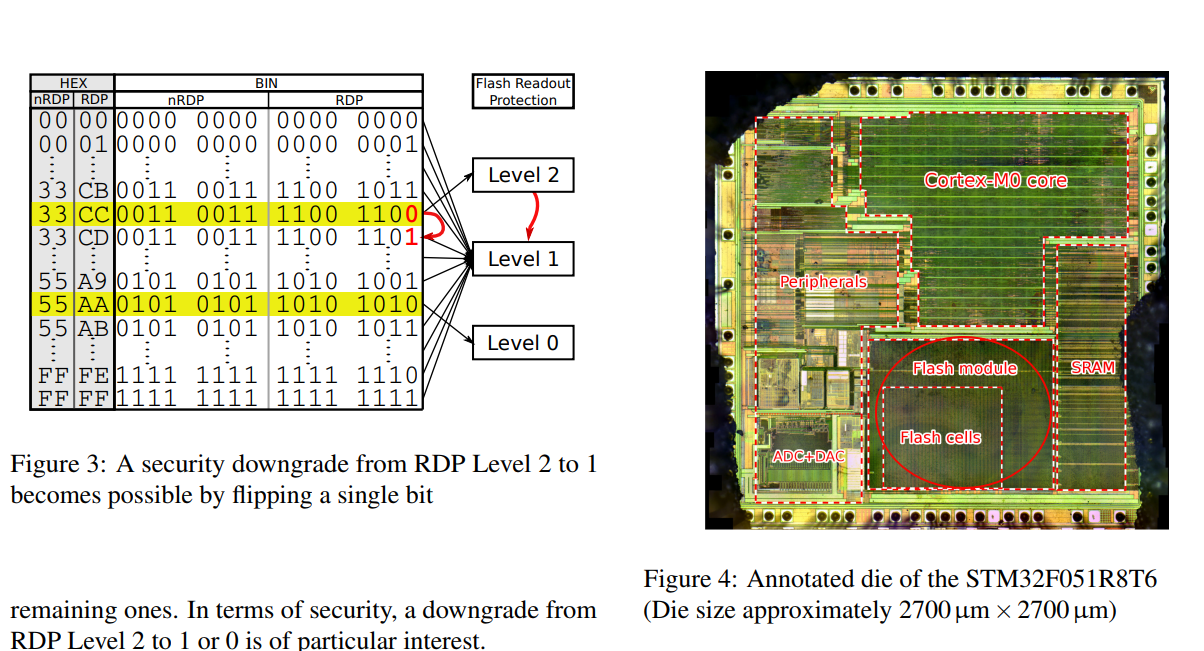 HEX BIN
nRDP RDP nRDP RDP
00 00 0000 0000 0000 0000
00 01 0000 0000 0000 0001
33 CB 0011 0011 1100 1011
33 CC 0011 0011 1100 1100
33 CD 0011 0011 1100 1101
55 A9 0101 0101 1010 1001
55 AA 0101 0101 1010 1010
55 AB 0101 0101 1010 1011
FF FE 1111 1111 1111 1110
FF FF 1111 1111 1111 1111
Flash Readout
Protection
Level 2
Level 1
Level 0
Figure 3: A security downgrade from RDP Level 2 to 1
becomes possible by flipping a single bit
remaining ones. In terms of security, a downgrade from
RDP Level 2 to 1 or 0 is of particular interest.
Cortex-M0 core
Peripherals
Flash module
SRAM
Flash cells
ADC+DAC
Figure 4: Annotated die of the STM32F051R8T6
(Die size approximately 2700 μm × 2700 μm)